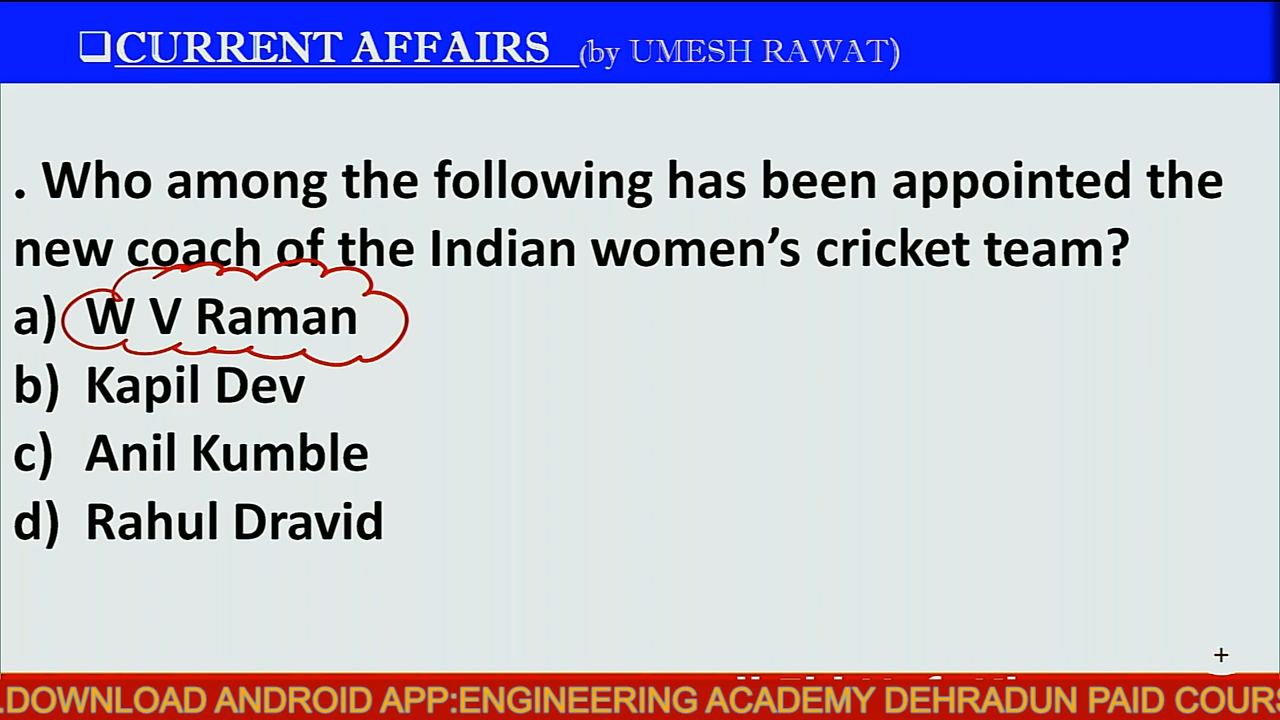 ❑CURRENT AFFAIRS (by UMESH RAWAT)
. Who among the following has been appointed the
new coach of the Indian women’s cricket team?
a) W V Raman
b) Kapil Dev
c) Anil Kumble
d) Rahul Dravid
+
.DOWNLOAD ANDROID APP:ENGINEERING ACADEMY DEHRADUN PAID COURS